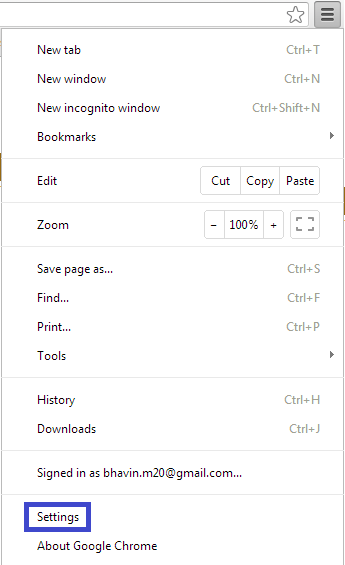 New tab Ctrl+T
New window Ctrl+N
New incognito window Ctrl+Shift+N
Bookmarks
Edit Cut Copy Paste
Zoom − 100% +
Save page as... Ctrl+S
Find... Ctrl+F
Print... Ctrl+P
Tools
History Ctrl+H
Downloads Ctrl+J
Signed in as bhavin.m20@gmail.com...
Settings
About Google Chrome